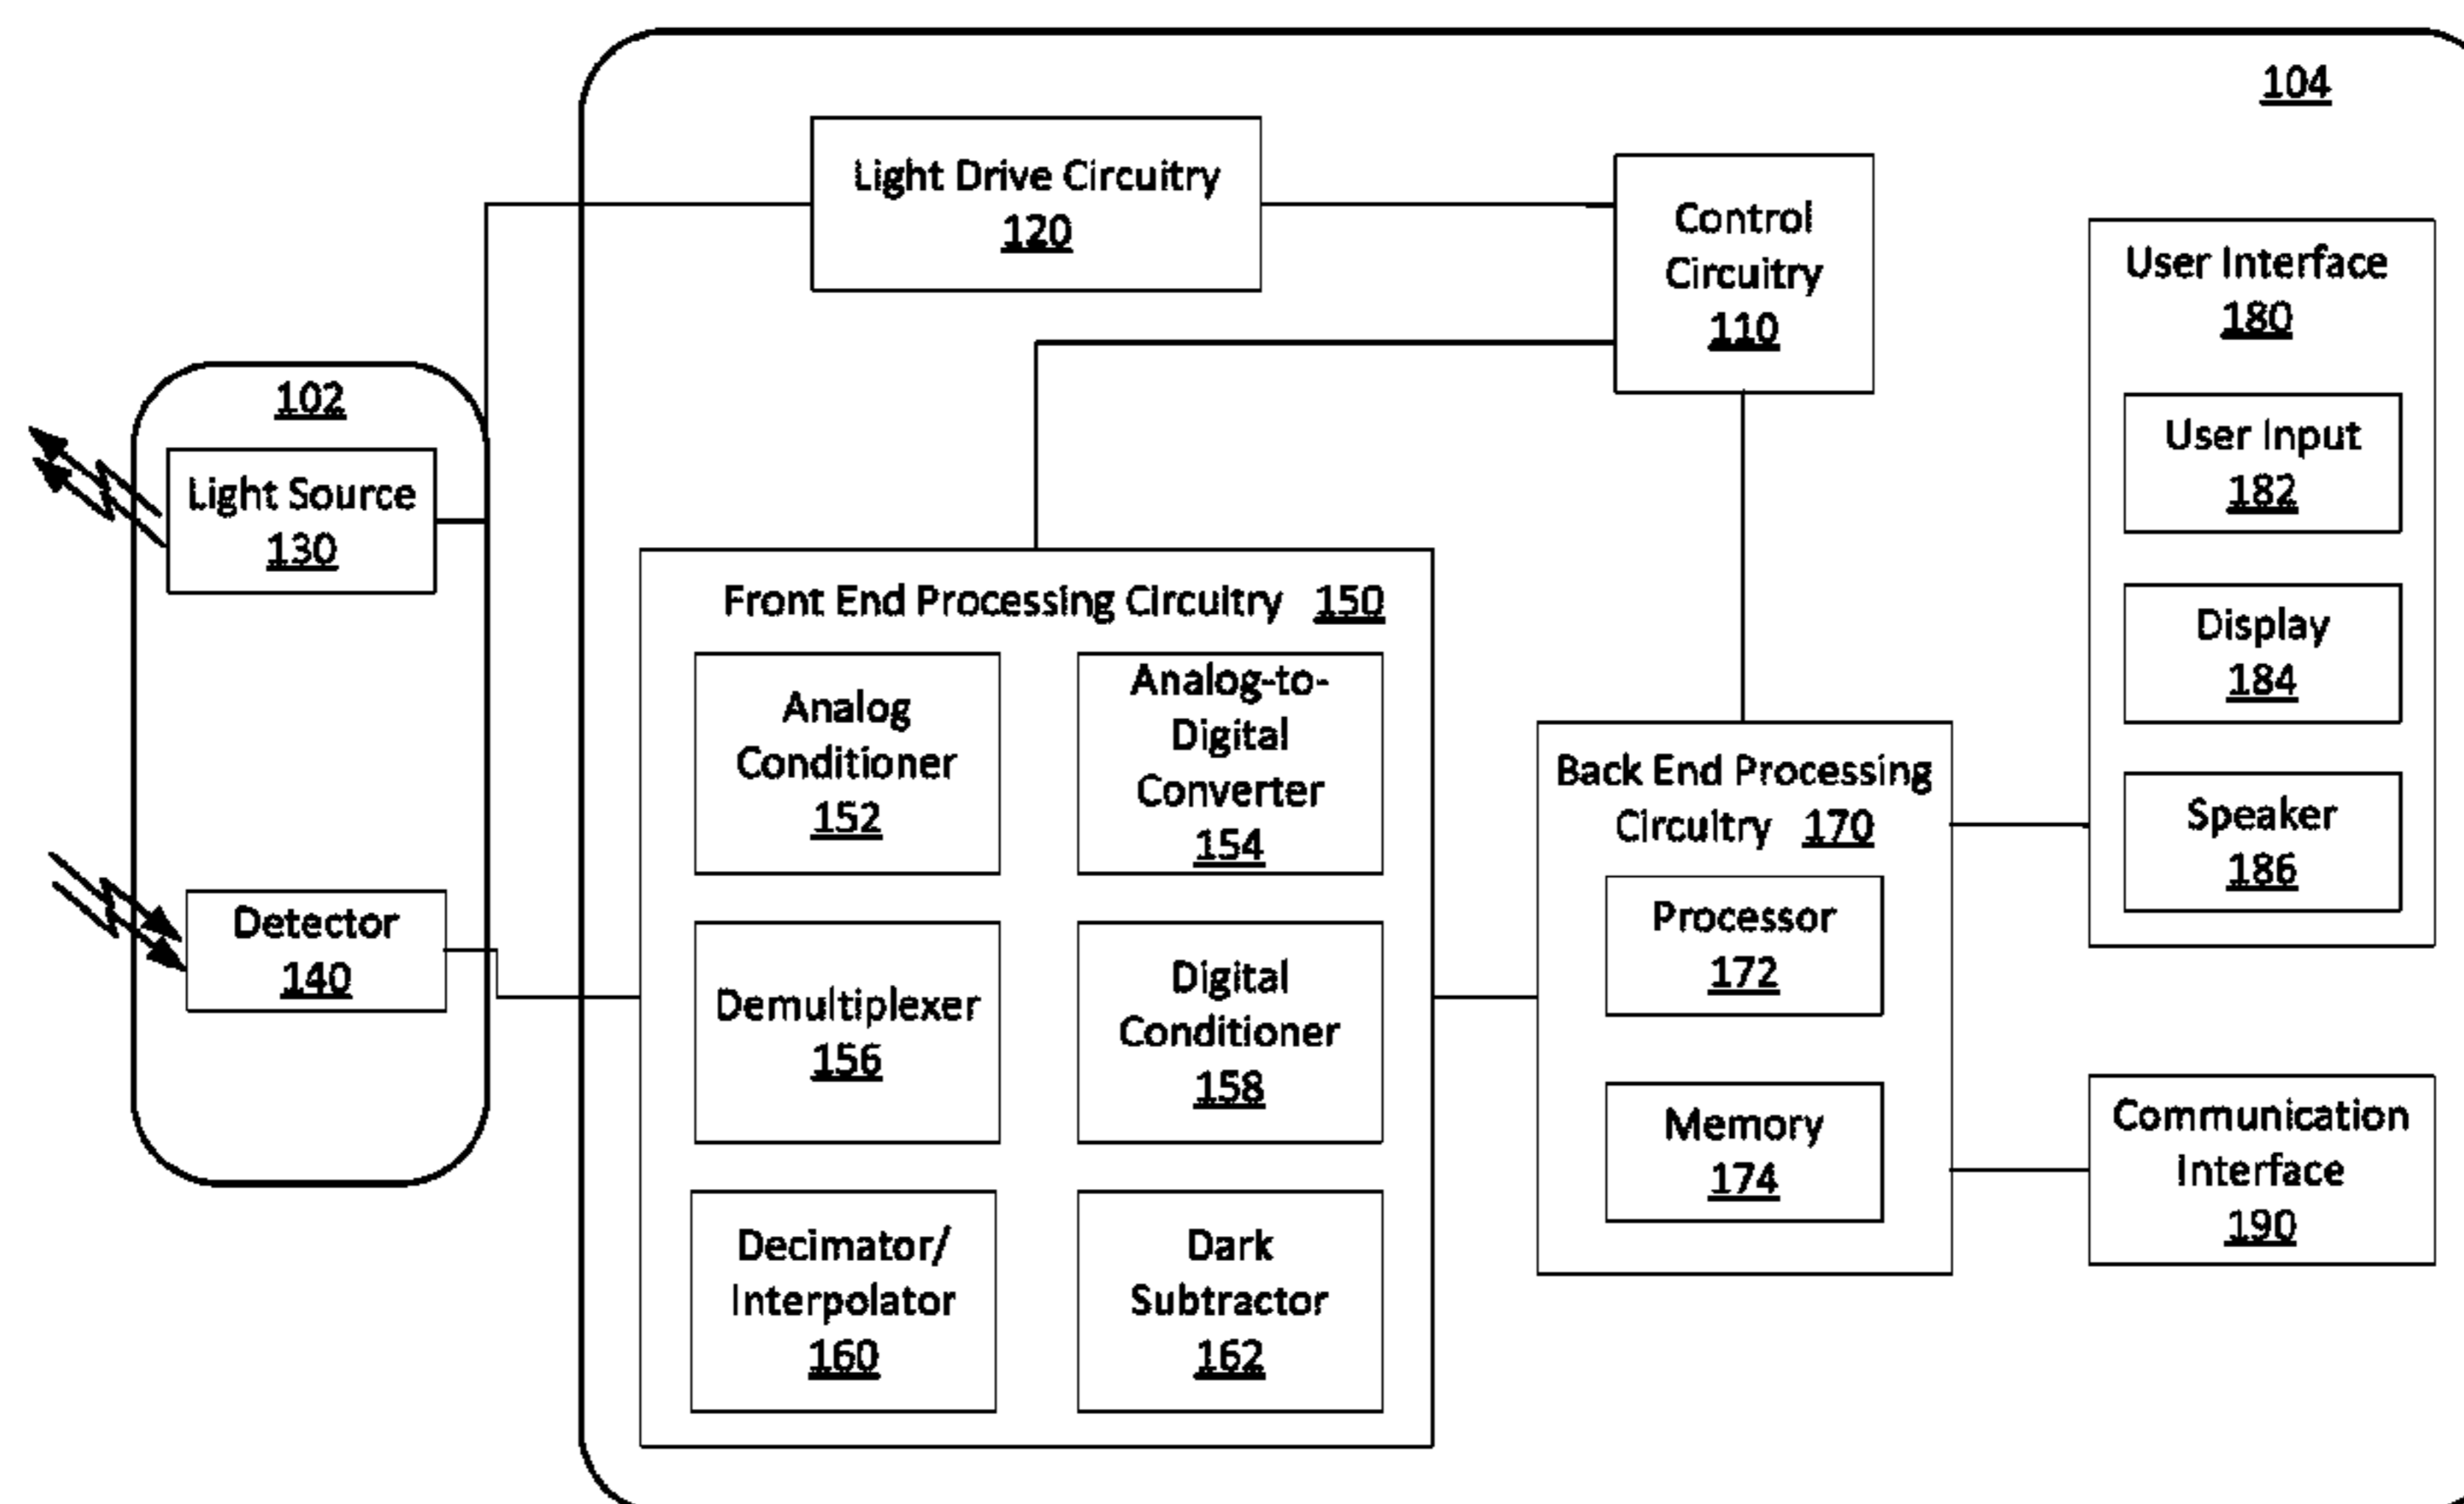 104
Light Drive Circuitry
120
Control
Circuitry
110
User Interface
180
User Input
182
Display
184
Speaker
186
102
Light Source
130
Detector
140
Front End Processing Circuitry 150
Analog
Conditioner
152
Analog-to-
Digital
Converter
154
Demultiplexer
156
Digital
Conditioner
158
Decimator/
Interpolator
160
Dark
Subtractor
162
Back End Processing
Circuitry 170
Processor
172
Memory
174
Communication
Interface
190